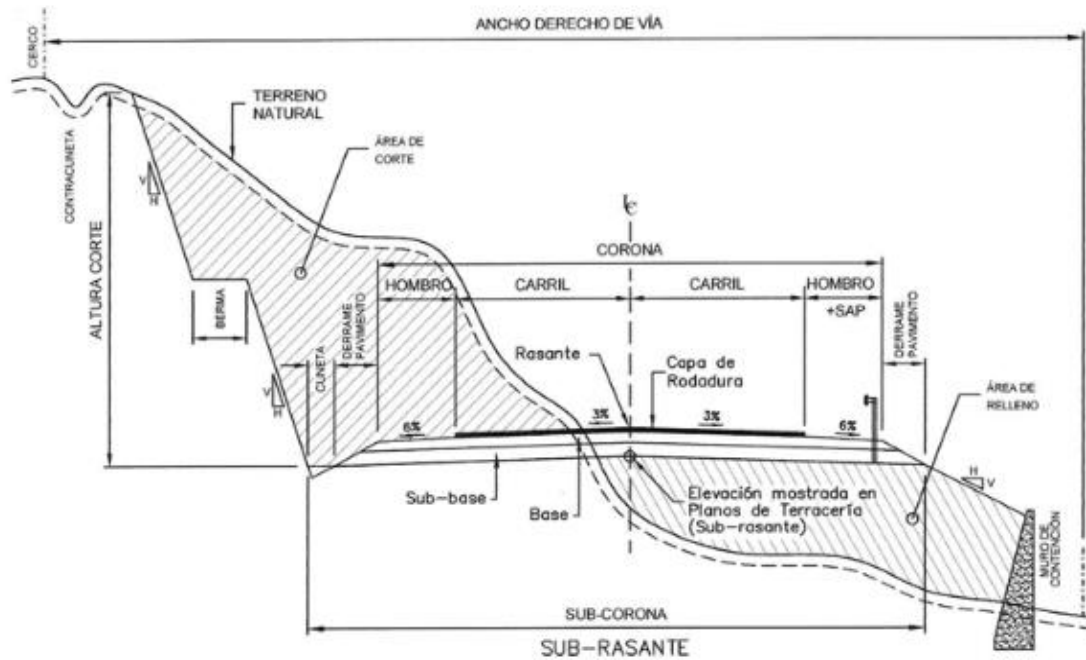 ANCHO DERECHO DE VÍA
CERCO
TERRENO
NATURAL
ÁREA DE
CORTE
CONTRACUNETA
V
H
ALTURA CORTE
℄
CORONA
HOMBRO
CARRIL
CARRIL
HOMBRO
+SAP
BERMA
CUNETA
DERRAME
PAVIMENTO
DERRAME
PAVIMENTO
Rasante
Capa de
Rodadura
ÁREA DE
RELLENO
V
H
6%
3%
3%
6%
H
V
Sub-base
Base
Elevación mostrada en
Planos de Terracería
(Sub-rasante)
MURO DE
CONTENCIÓN
SUB-CORONA
SUB-RASANTE